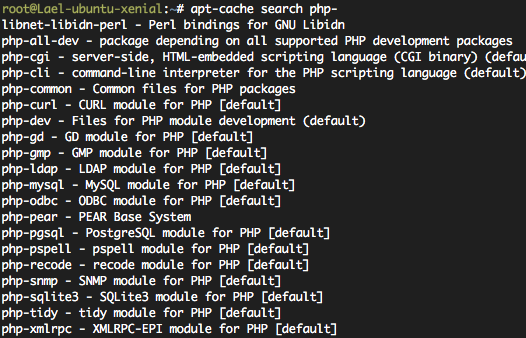 root@Lael-ubuntu-xenial:~# apt-cache search php-
libnet-libidn-perl - Perl bindings for GNU Libidn
php-all-dev - package depending on all supported PHP development packages
php-cgi - server-side, HTML-embedded scripting language (CGI binary) (defau
php-cli - command-line interpreter for the PHP scripting language (default)
php-common - Common files for PHP packages
php-curl - CURL module for PHP [default]
php-dev - Files for PHP module development (default)
php-gd - GD module for PHP [default]
php-gmp - GMP module for PHP [default]
php-ldap - LDAP module for PHP [default]
php-mysql - MySQL module for PHP [default]
php-odbc - ODBC module for PHP [default]
php-pear - PEAR Base System
php-pgsql - PostgreSQL module for PHP [default]
php-pspell - pspell module for PHP [default]
php-recode - recode module for PHP [default]
php-snmp - SNMP module for PHP [default]
php-sqlite3 - SQLite3 module for PHP [default]
php-tidy - tidy module for PHP [default]
php-xmlrpc - XMLRPC-EPI module for PHP [default]